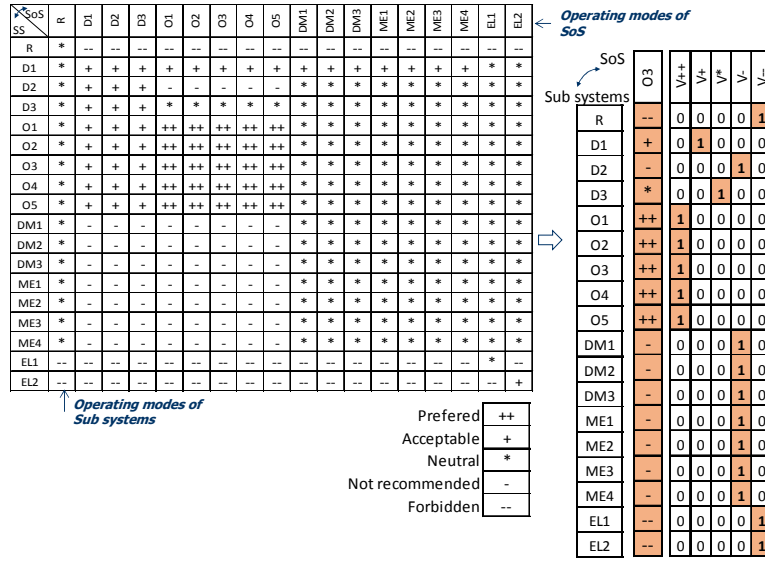 SoS R D1 D2 D3 O1 O2 O3 O4 O5 DM1 DM2 DM3 ME1 ME2 ME3 ME4 EL1 EL2
SS
R * -- -- -- -- -- -- -- -- -- -- -- -- -- -- -- -- --
D1 * + + + + + + + + + + + + + + + * *
D2 * + + + - - - - - * * * * * * * * *
D3 * + + + * * * * * * * * * * * * * *
O1 * + + + ++ ++ ++ ++ ++ * * * * * * * * *
O2 * + + + ++ ++ ++ ++ ++ * * * * * * * * *
O3 * + + + ++ ++ ++ ++ ++ * * * * * * * * *
O4 * + + + ++ ++ ++ ++ ++ * * * * * * * * *
O5 * + + + ++ ++ ++ ++ ++ * * * * * * * * *
DM1 * - - - - - - - - * * * * * * * * *
DM2 * - - - - - - - - * * * * * * * * *
DM3 * - - - - - - - - * * * * * * * * *
ME1 * - - - - - - - - * * * * * * * * *
ME2 * - - - - - - - - * * * * * * * * *
ME3 * - - - - - - - - * * * * * * * * *
ME4 * - - - - - - - - * * * * * * * * *
EL1 -- -- -- -- -- -- -- -- -- -- -- -- -- -- -- -- * --
EL2 -- -- -- -- -- -- -- -- -- -- -- -- -- -- -- -- -- +
Operating modes of
SoS
Operating modes of
Sub systems
Prefered ++
Acceptable +
Neutral *
Not recommended -
Forbidden --
SoS
Sub systems
O3 V++ V+ V* V- V--
R -- 0 0 0 0 1
D1 + 0 1 0 0 0
D2 - 0 0 0 1 0
D3 * 0 0 1 0 0
O1 ++ 1 0 0 0 0
O2 ++ 1 0 0 0 0
O3 ++ 1 0 0 0 0
O4 ++ 1 0 0 0 0
O5 ++ 1 0 0 0 0
DM1 - 0 0 0 1 0
DM2 - 0 0 0 1 0
DM3 - 0 0 0 1 0
ME1 - 0 0 0 1 0
ME2 - 0 0 0 1 0
ME3 - 0 0 0 1 0
ME4 - 0 0 0 1 0
EL1 -- 0 0 0 0 1
EL2 -- 0 0 0 0 1